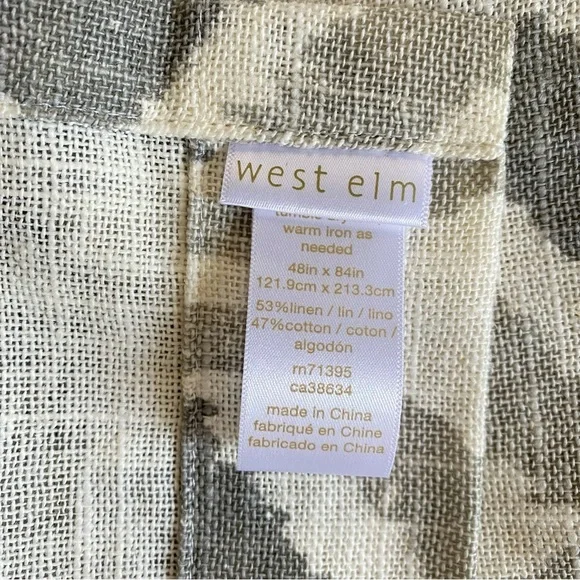 west elm
warm iron as
needed
48in x 84in
121.9cm x 213.3cm
53%linen / lin / lino
47%cotton / coton /
algodón
rn71395
ca38634
made in China
fabriqué en Chine
fabricado en China